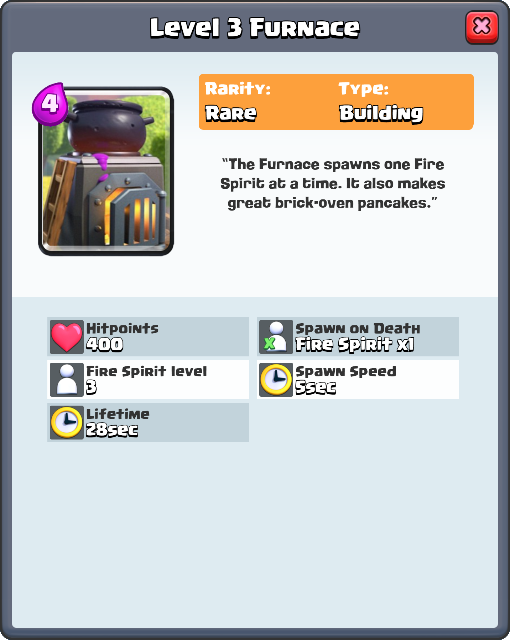 Level 3 Furnace
4
Rarity:
Rare
Type:
Building
“The Furnace spawns one Fire
Spirit at a time. It also makes
great brick-oven pancakes.”
Hitpoints
400
Spawn on Death
Fire Spirit x1
Fire Spirit level
3
Spawn Speed
5sec
Lifetime
28sec